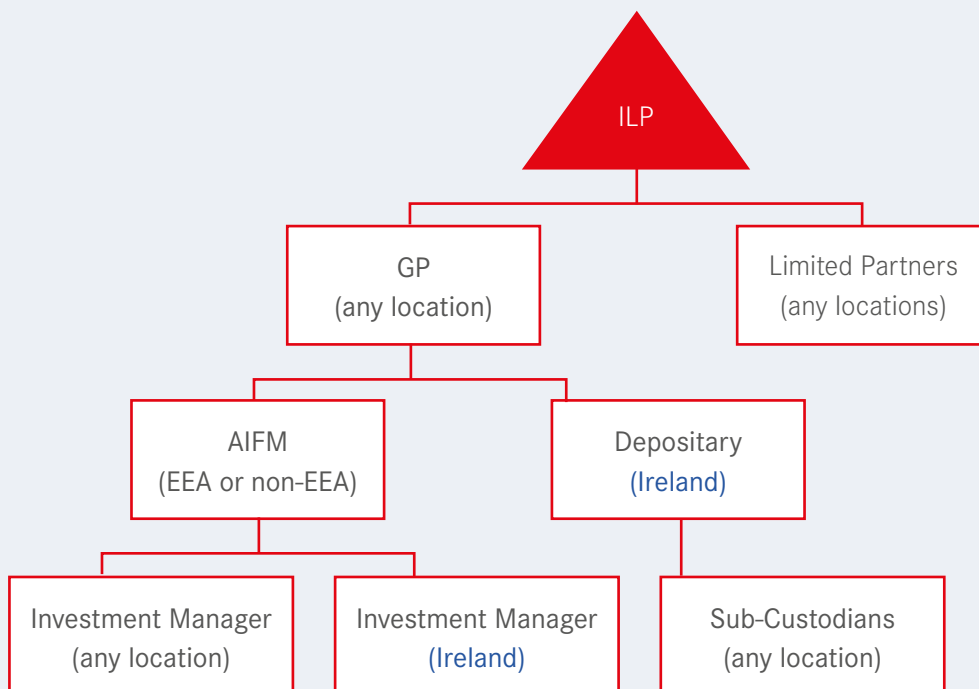 ILP
GP
(any location)
Limited Partners
(any locations)
AIFM
(EEA or non-EEA)
Depositary
(Ireland)
Investment Manager
(any location)
Investment Manager
(Ireland)
Sub-Custodians
(any location)